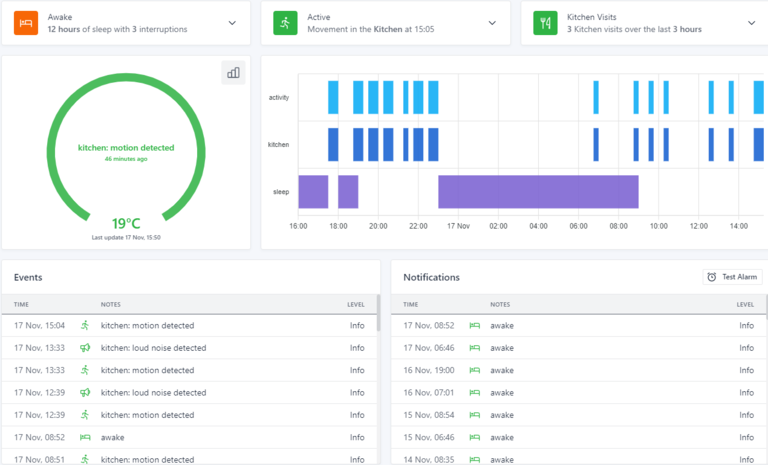 Awake
12 hours of sleep with 3 interruptions
Active
Movement in the Kitchen at 15:05
Kitchen Visits
3 Kitchen visits over the last 3 hours
kitchen: motion detected
46 minutes ago
19°C
Last update 17 Nov, 15:50
activity
kitchen
sleep
16:00 18:00 20:00 22:00 17 Nov 02:00 04:00 06:00 08:00 10:00 12:00 14:00
Events
TIME NOTES LEVEL
17 Nov, 15:04 kitchen: motion detected Info
17 Nov, 13:33 kitchen: loud noise detected Info
17 Nov, 13:33 kitchen: motion detected Info
17 Nov, 12:39 kitchen: loud noise detected Info
17 Nov, 12:39 kitchen: motion detected Info
17 Nov, 08:52 awake Info
17 Nov, 08:51 kitchen: motion detected Info
Notifications
Test Alarm
TIME NOTES LEVEL
17 Nov, 08:52 awake Info
17 Nov, 06:46 awake Info
16 Nov, 19:00 awake Info
16 Nov, 07:01 awake Info
15 Nov, 08:54 awake Info
15 Nov, 06:46 awake Info
14 Nov, 08:35 awake Info